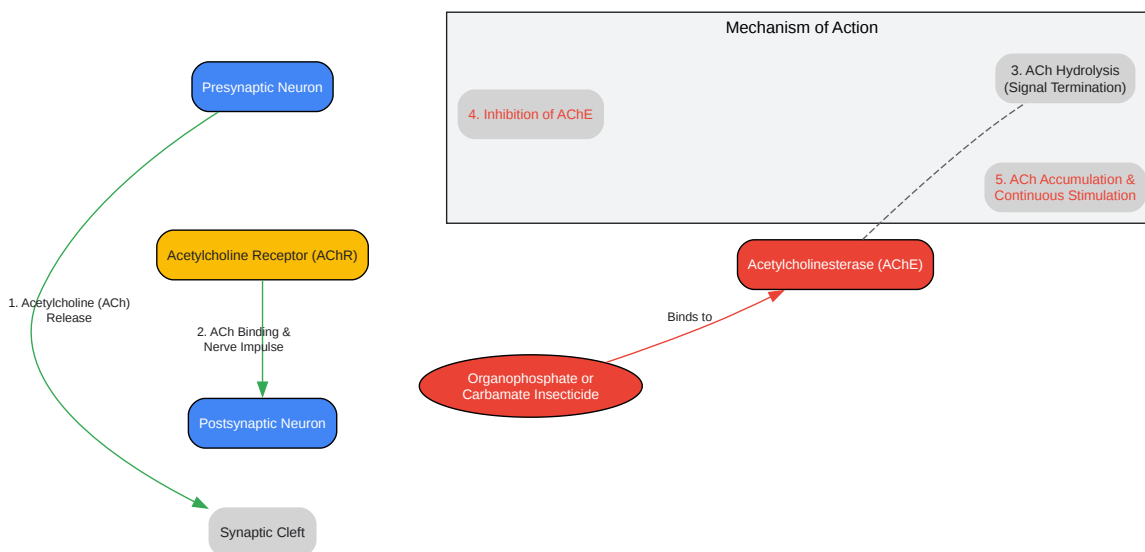 Mechanism of Action
Presynaptic Neuron
3. ACh Hydrolysis
(Signal Termination)
4. Inhibition of AChE
5. ACh Accumulation &
Continuous Stimulation
Acetylcholine Receptor (AChR)
Acetylcholinesterase (AChE)
1. Acetylcholine (ACh)
Release
2. ACh Binding &
Nerve Impulse
Binds to
Organophosphate or
Carbamate Insecticide
Postsynaptic Neuron
Synaptic Cleft